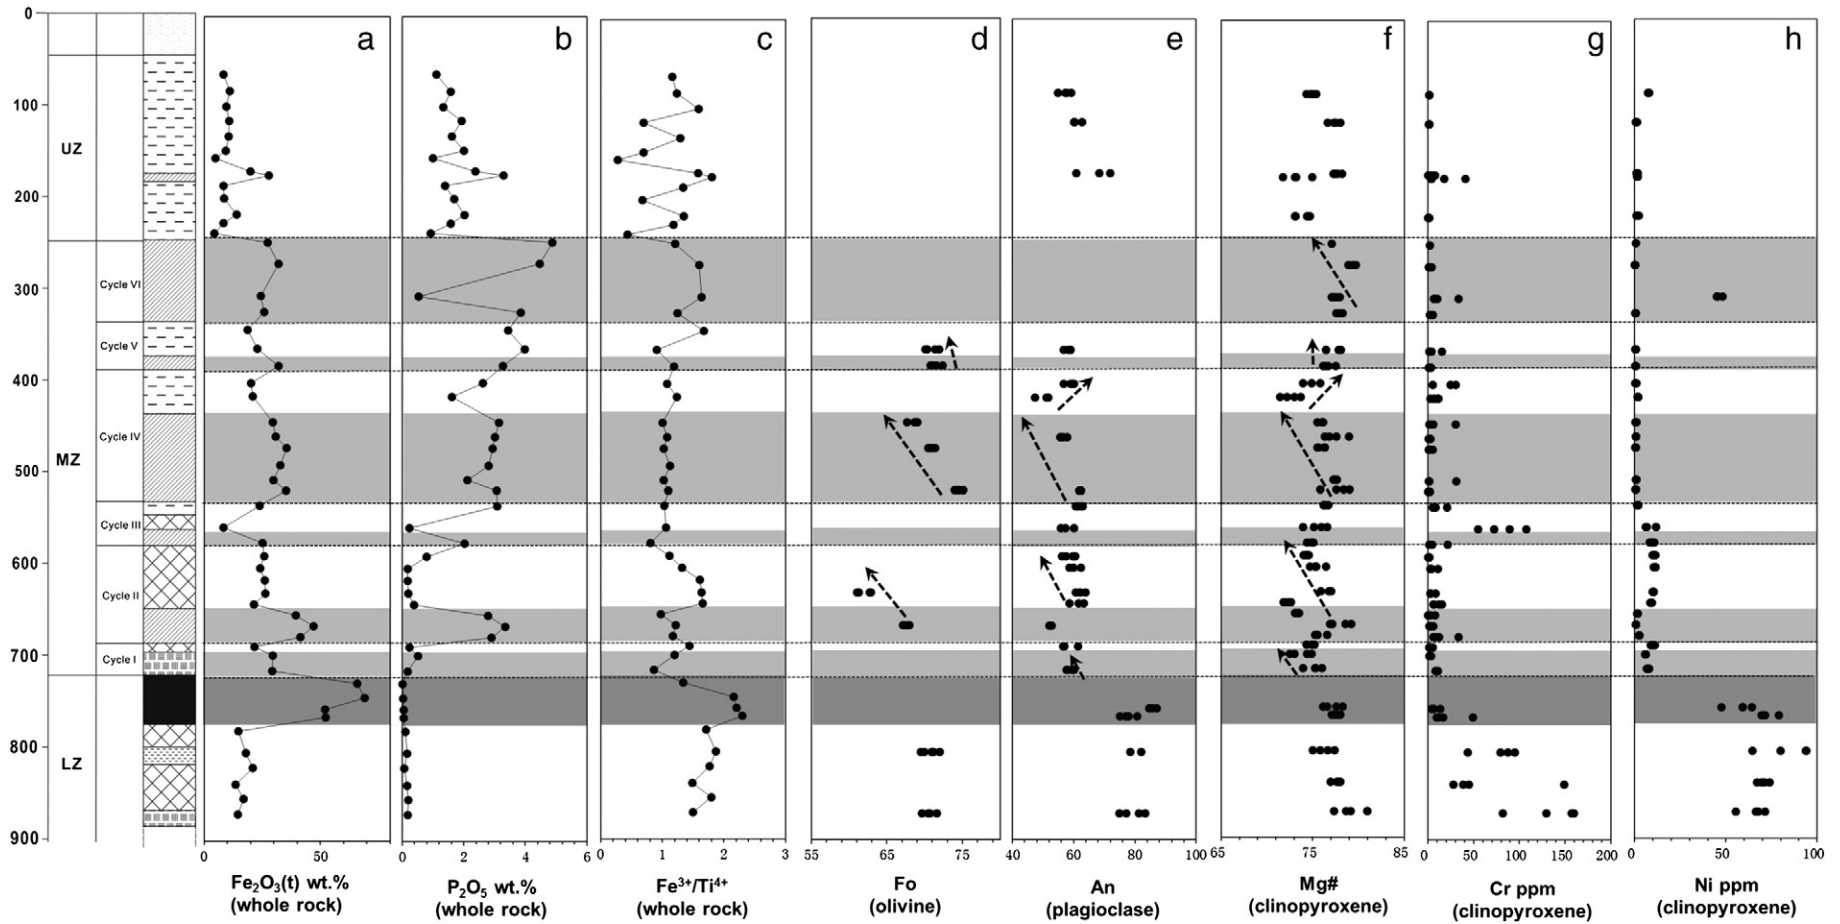 a
b
c
d
e
f
g
h
0
100
200
300
400
500
600
700
800
900
UZ
MZ
LZ
Cycle VI
Cycle V
Cycle IV
Cycle III
Cycle II
Cycle I
0 50
0 2 4 6
0 1 2 3
55 65 75
40 60 80 100
65 75 85
0 50 100 150 200
0 50 100
Fe₂O₃(t) wt.%
(whole rock)
P₂O₅ wt.%
(whole rock)
Fe³⁺/Ti⁴⁺
(whole rock)
Fo
(olivine)
An
(plagioclase)
Mg#
(clinopyroxene)
Cr ppm
(clinopyroxene)
Ni ppm
(clinopyroxene)